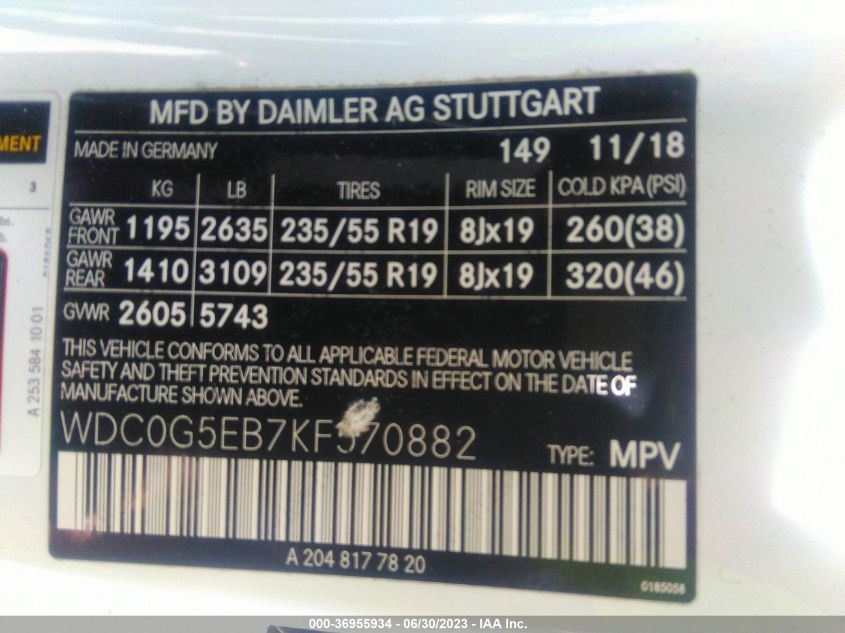 MENT
3
bs.
b.
A 253 584 10 01
MFD BY DAIMLER AG STUTTGART
MADE IN GERMANY 149 11/18
KG LB TIRES RIM SIZE COLD KPA (PSI)
GAWR FRONT 1195 2635 235/55 R19 8Jx19 260(38)
GAWR REAR 1410 3109 235/55 R19 8Jx19 320(46)
GVWR 2605 5743
THIS VEHICLE CONFORMS TO ALL APPLICABLE FEDERAL MOTOR VEHICLE
SAFETY AND THEFT PREVENTION STANDARDS IN EFFECT ON THE DATE OF
MANUFACTURE SHOWN ABOVE.
WDC0G5EB7KF570882
TYPE: MPV
A 204 817 78 20
0185058
000-36955934 - 06/30/2023 - IAA Inc.